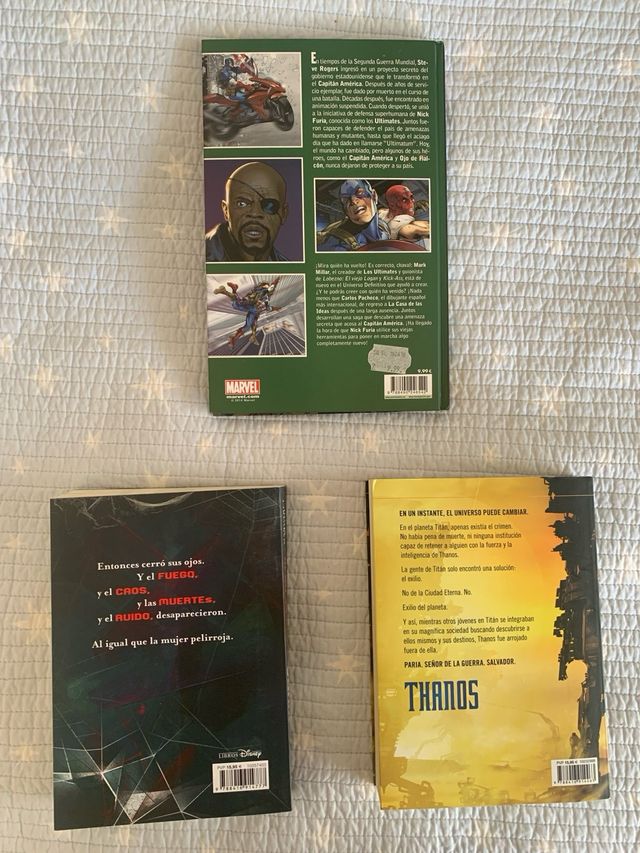 En tiempos de la Segunda Guerra Mundial, Ste-
ve Rogers ingresó en un proyecto secreto del
gobierno estadounidense que le transformó en
el Capitán América. Después de años de servi-
cio ejemplar, fue dado por muerto en el curso de
una batalla. Décadas después, fue encontrado en
animación suspendida. Cuando despertó, se unió
a la iniciativa de defensa superhumana de Nick
Furia, conocida como los Ultimates. Juntos fue-
ron capaces de defender el país de amenazas
humanas y mutantes, hasta que llegó el aciago
día que ha dado en llamarse "Ultimatum". Hoy,
el mundo ha cambiado, pero algunos de sus hé-
roes, como el Capitán América y Ojo de Hal-
cón, nunca dejaron de proteger a su país.
¡Mira quién ha vuelto! Es correcto, chaval: Mark
Millar, el creador de Los Ultimates y guionista
de Lobezno: El viejo Logan y Kick-Ass, está
de nuevo en el Universo Definitivo que ayudó a crear.
¿Y te podrás creer con quién ha venido? ¡Nada
menos que Carlos Pacheco, el dibujante español
más internacional, de regreso a La Casa de las
Ideas después de una larga ausencia. Juntos
desarrollan una saga que descubre una amenaza
secreta que acosa al Capitán América. ¡Ha llegado
la hora de que Nick Furia utilice sus viejas
herramientas para poner en marcha algo
completamente nuevo!
MARVEL
marvel.com
© 2014 Marvel
9,99 €
Entonces cerró sus ojos.
Y el FUEGO,
y el CAOS,
y las MUERTES,
y el RUIDO, desaparecieron.
Al igual que la mujer pelirroja.
LIBROS Disney
PVP 15,95 €
EN UN INSTANTE, EL UNIVERSO PUEDE CAMBIAR.
En el planeta Titán, apenas existía el crimen.
No había pena de muerte, ni ninguna institución
capaz de retener a alguien con la fuerza y la
inteligencia de Thanos.
La gente de Titán solo encontró una solución:
el exilio.
No de la Ciudad Eterna. No.
Exilio del planeta.
Y así, mientras otros jóvenes en Titán se integraban
en su magnífica sociedad buscando descubrirse a
ellos mismos y sus destinos, Thanos fue arrojado
fuera de ella.
PARIA. SEÑOR DE LA GUERRA. SALVADOR.
THANOS
PVP 15,95 €